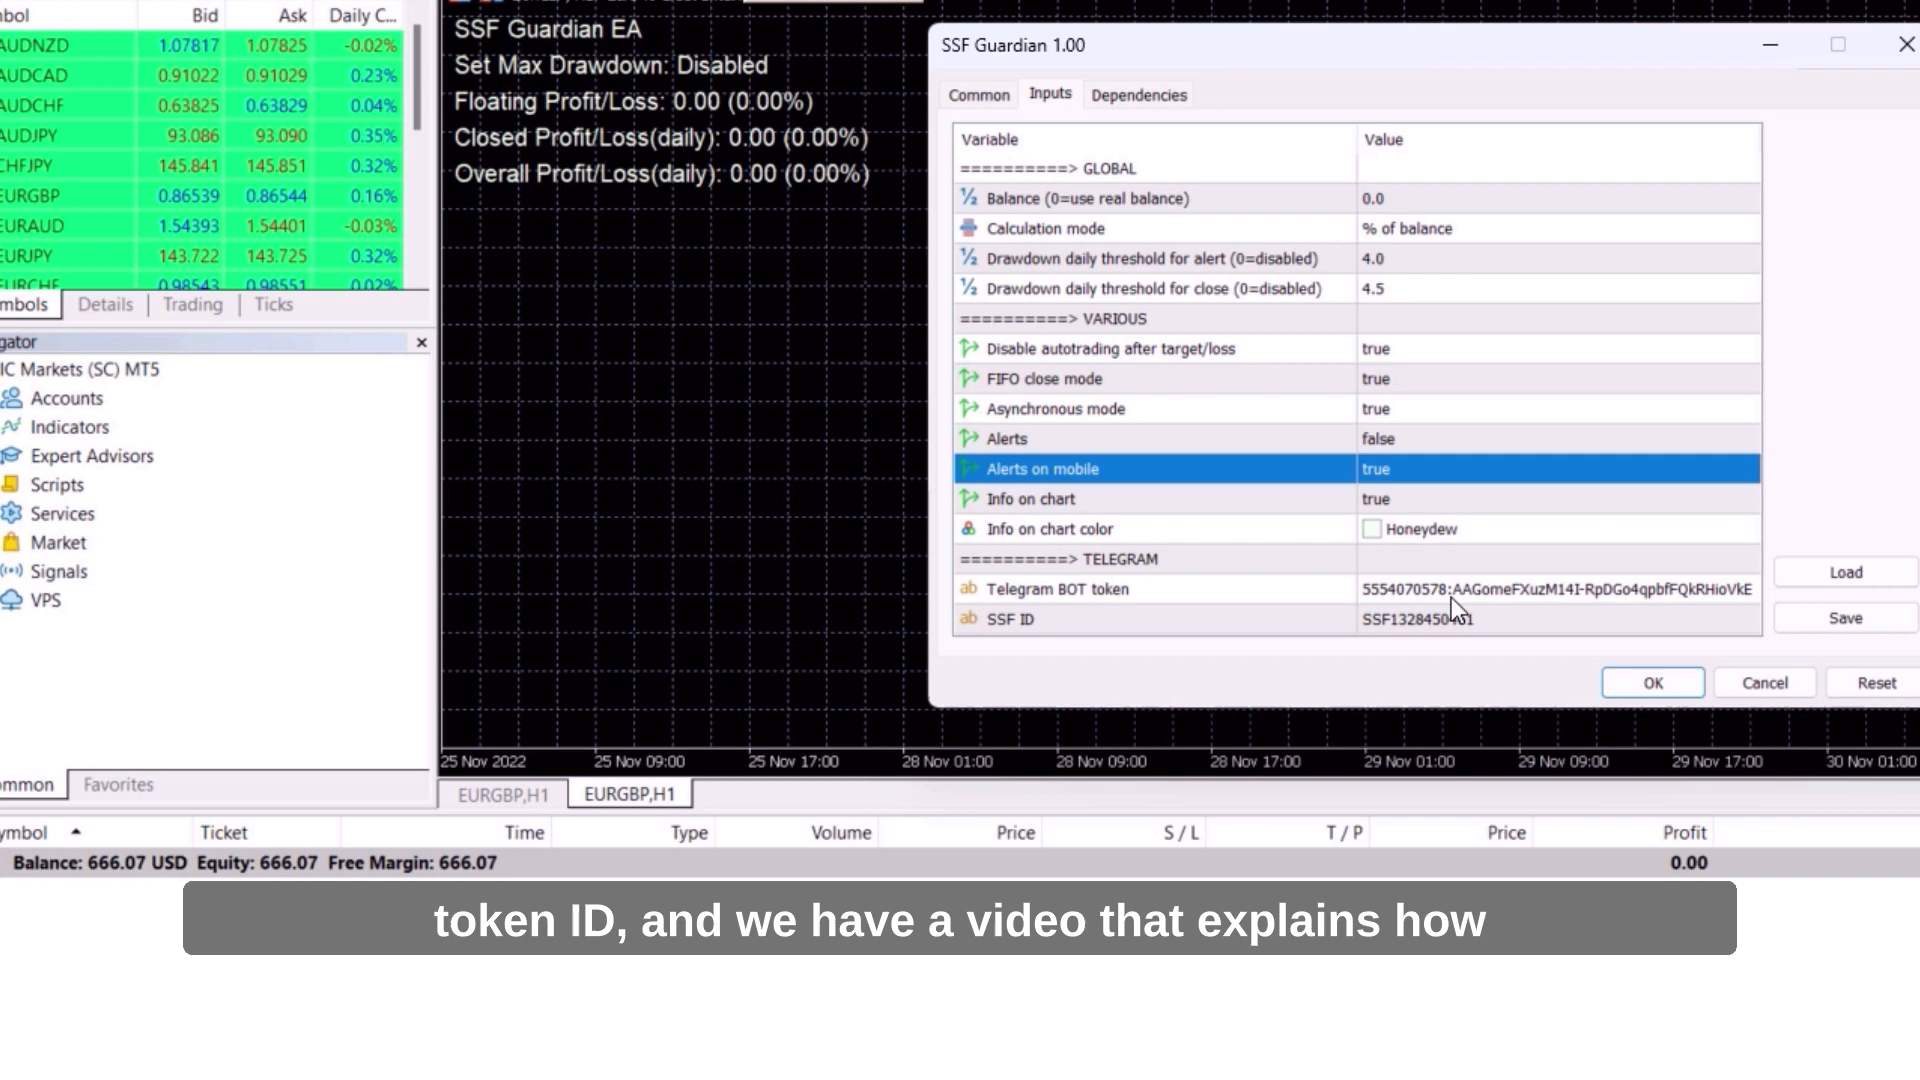 bol Bid Ask Daily C...
AUDNZD 1.07817 1.07825 -0.02%
AUDCAD 0.91022 0.91029 0.23%
AUDCHF 0.63825 0.63829 0.04%
AUDJPY 93.086 93.090 0.35%
CHFJPY 145.841 145.851 0.32%
EURGBP 0.86539 0.86544 0.16%
EURAUD 1.54393 1.54401 -0.03%
EURJPY 143.722 143.725 0.32%
EURCHF 0.98543 0.98551 0.02%
mbols Details Trading Ticks
gator
IC Markets (SC) MT5
Accounts
Indicators
Expert Advisors
Scripts
Services
Market
Signals
VPS
ommon Favorites
SSF Guardian EA
Set Max Drawdown: Disabled
Floating Profit/Loss: 0.00 (0.00%)
Closed Profit/Loss(daily): 0.00 (0.00%)
Overall Profit/Loss(daily): 0.00 (0.00%)
SSF Guardian 1.00
Common Inputs Dependencies
Variable Value
==========> GLOBAL
Balance (0=use real balance) 0.0
Calculation mode % of balance
Drawdown daily threshold for alert (0=disabled) 4.0
Drawdown daily threshold for close (0=disabled) 4.5
==========> VARIOUS
Disable autotrading after target/loss true
FIFO close mode true
Asynchronous mode true
Alerts false
Alerts on mobile true
Info on chart true
Info on chart color Honeydew
==========> TELEGRAM
Telegram BOT token 5554070578:AAGomeFXuzM14I-RpDGo4qpbfFQkRHioVkE
SSF ID
Load
Save
OK Cancel Reset
25 Nov 2022 25 Nov 09:00 25 Nov 17:00 28 Nov 01:00 28 Nov 09:00 28 Nov 17:00 29 Nov 01:00 29 Nov 09:00 29 Nov 17:00 30 Nov 01:00
EURGBP,H1 EURGBP,H1
ymbol Ticket Time Type Volume Price S / L T / P Price Profit
Balance: 666.07 USD Equity: 666.07 Free Margin: 666.07 0.00
token ID, and we have a video that explains how